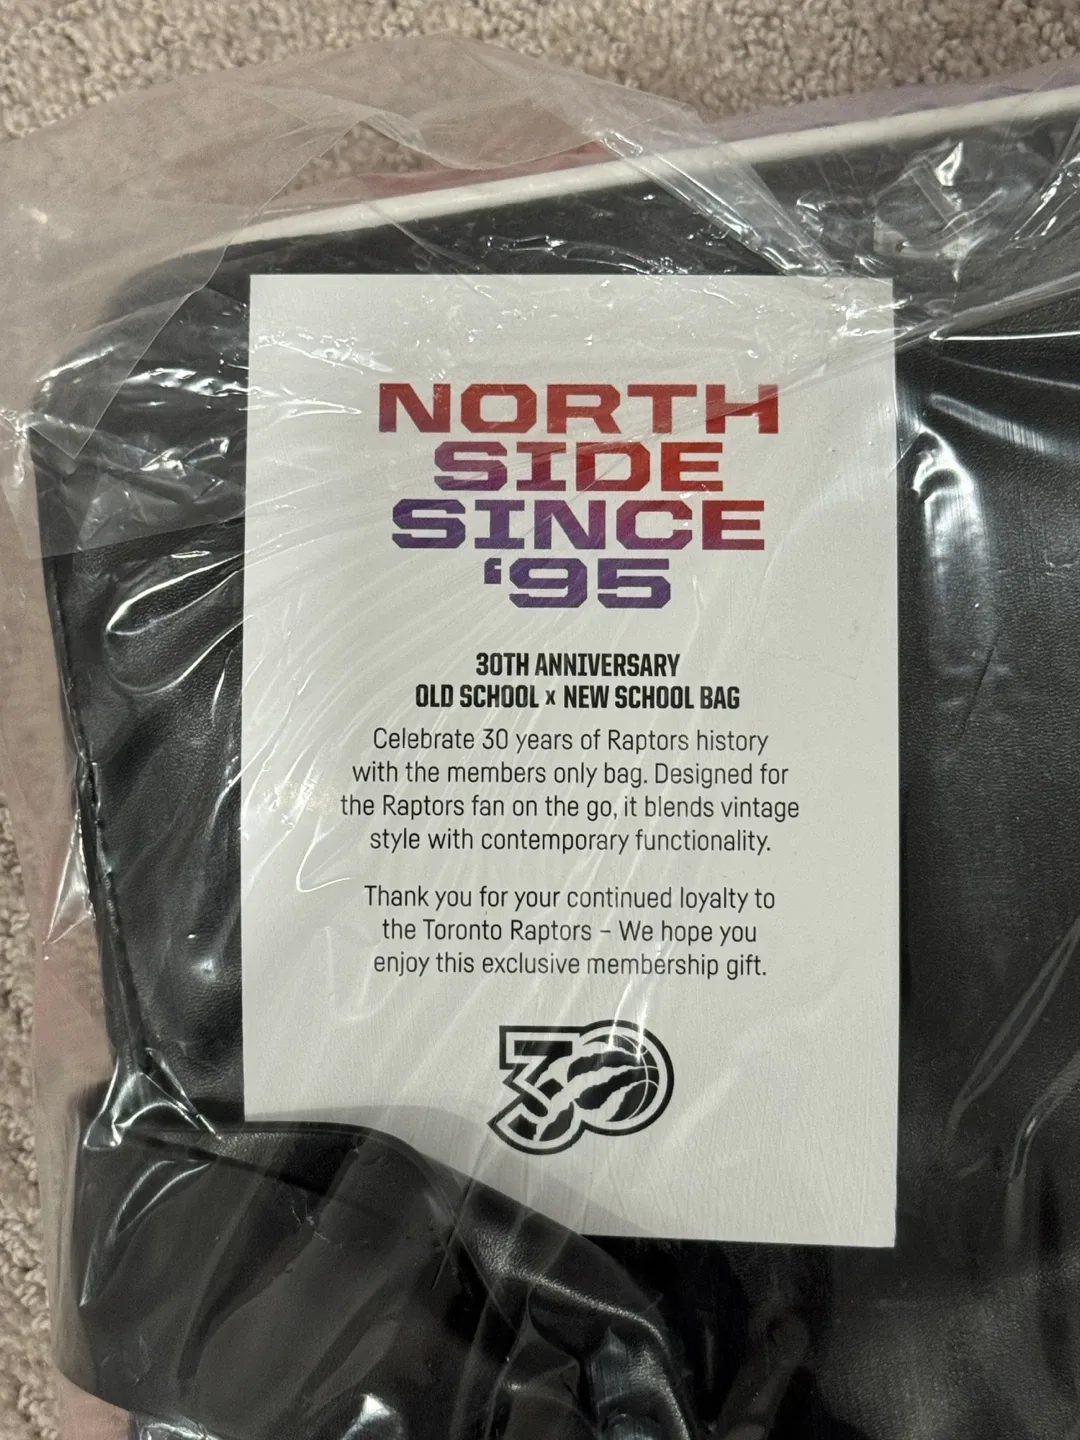 NORTH
SIDE
SINCE
‘95
30TH ANNIVERSARY
OLD SCHOOL x NEW SCHOOL BAG
Celebrate 30 years of Raptors history
with the members only bag. Designed for
the Raptors fan on the go, it blends vintage
style with contemporary functionality.
Thank you for your continued loyalty to
the Toronto Raptors – We hope you
enjoy this exclusive membership gift.
30